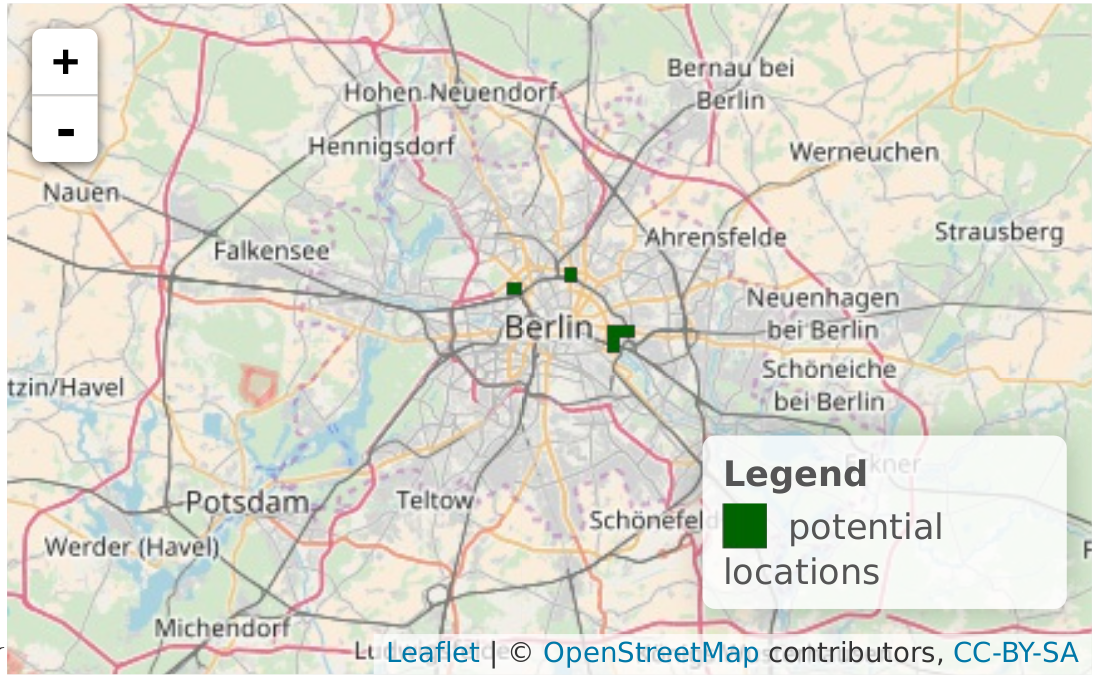 +
-
Bernau bei
Berlin
Hohen Neuendorf
Hennigsdorf
Werneuchen
Nauen
Strausberg
Ahrensfelde
Falkensee
Neuenhagen
bei Berlin
Berlin
Schöneiche
bei Berlin
tzin/Havel
Legend
potential
locations
Potsdam
Teltow
Schönefeld
Werder (Havel)
Michendorf
Leaflet | © OpenStreetMap contributors, CC-BY-SA